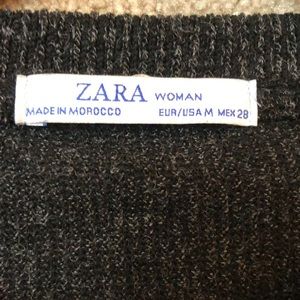 ZARA WOMAN
MADE IN MOROCCO EUR/USA M MEX 28